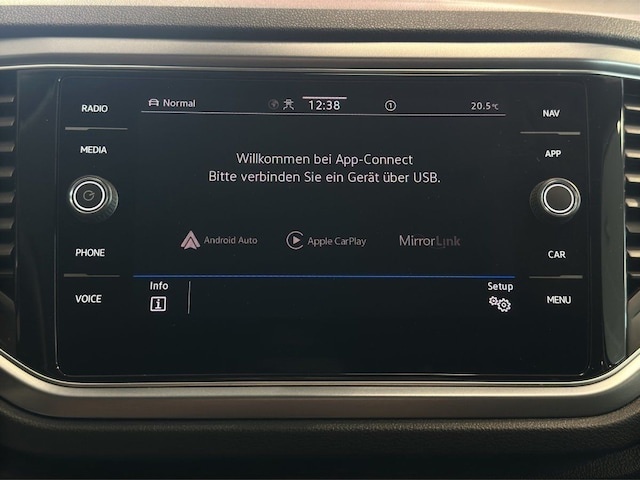 RADIO
MEDIA
PHONE
VOICE
Normal
12:38
1
20.5°C
Willkommen bei App-Connect
Bitte verbinden Sie ein Gerät über USB.
Android Auto
Apple CarPlay
MirrorLink
Info
Setup
NAV
APP
CAR
MENU